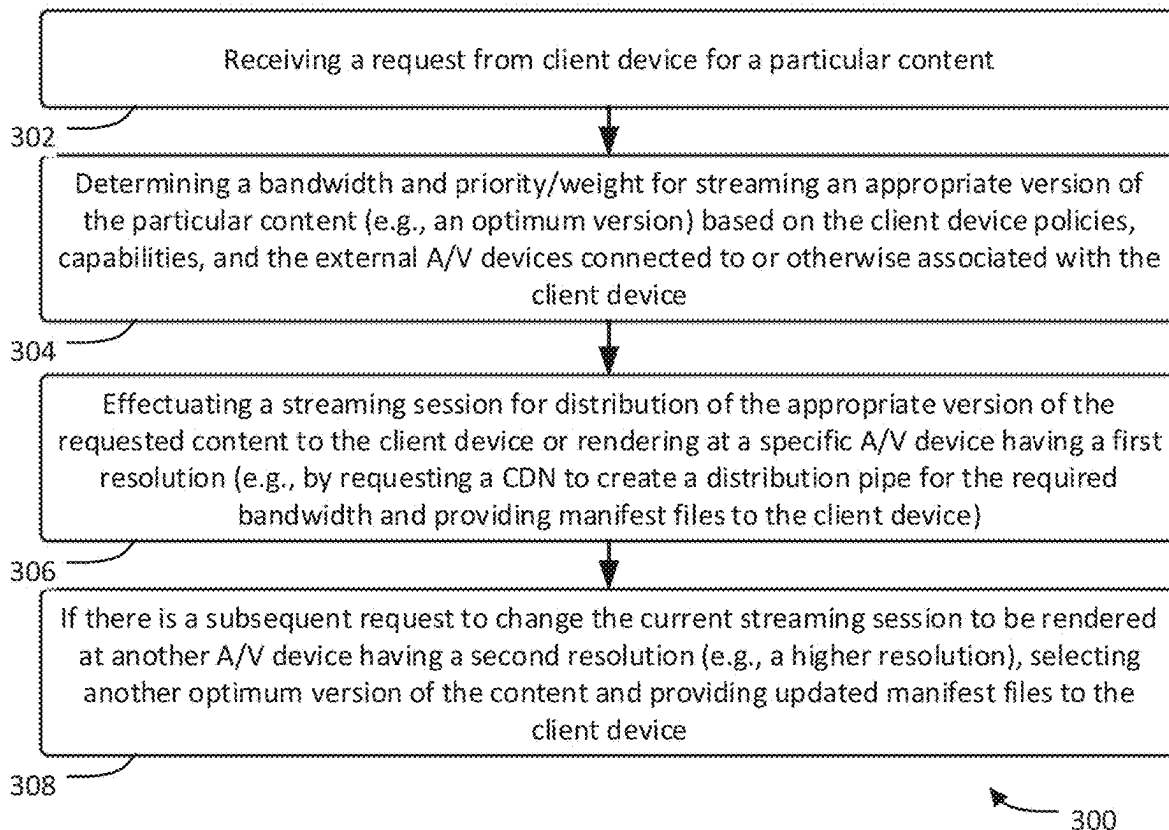 Receiving a request from client device for a particular content
302
Determining a bandwidth and priority/weight for streaming an appropriate version of
the particular content (e.g., an optimum version) based on the client device policies,
capabilities, and the external A/V devices connected to or otherwise associated with the
client device
304
Effectuating a streaming session for distribution of the appropriate version of the
requested content to the client device or rendering at a specific A/V device having a first
resolution (e.g., by requesting a CDN to create a distribution pipe for the required
bandwidth and providing manifest files to the client device)
306
If there is a subsequent request to change the current streaming session to be rendered
at another A/V device having a second resolution (e.g., a higher resolution), selecting
another optimum version of the content and providing updated manifest files to the
client device
308
300